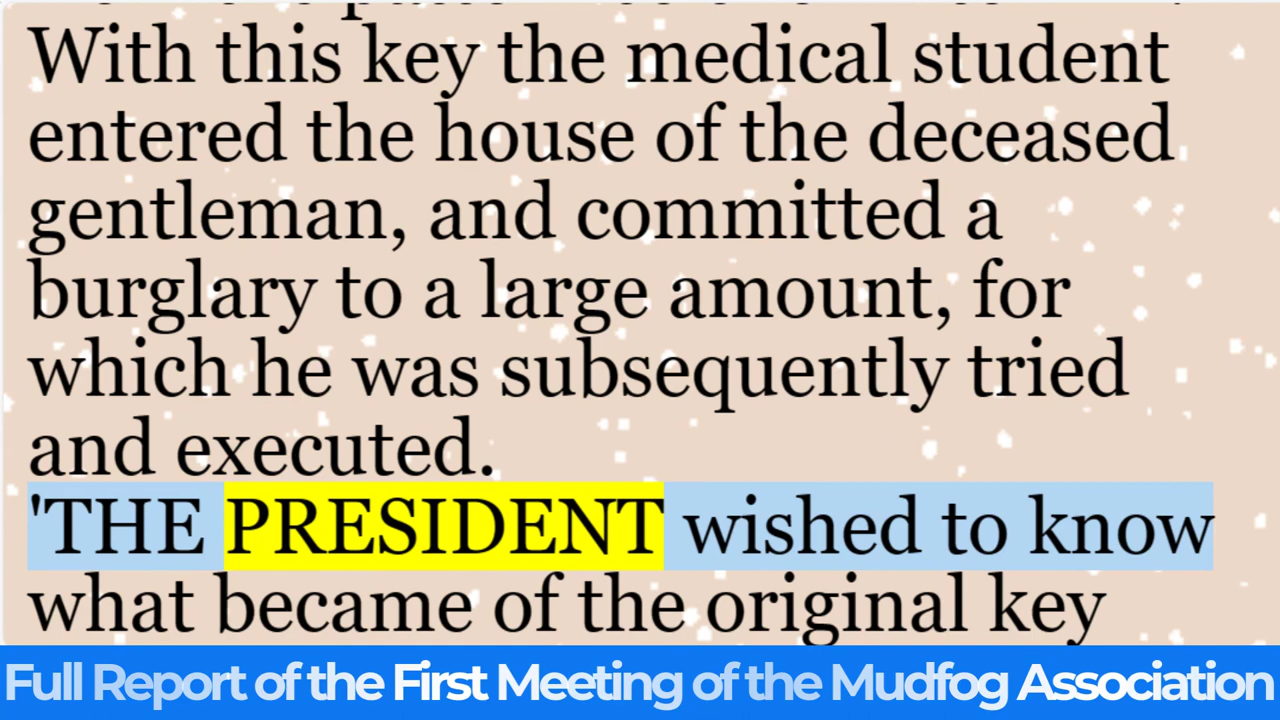 With this key the medical student
entered the house of the deceased
gentleman, and committed a
burglary to a large amount, for
which he was subsequently tried
and executed.
'THE PRESIDENT wished to know
what became of the original key
Full Report of the First Meeting of the Mudfog Association